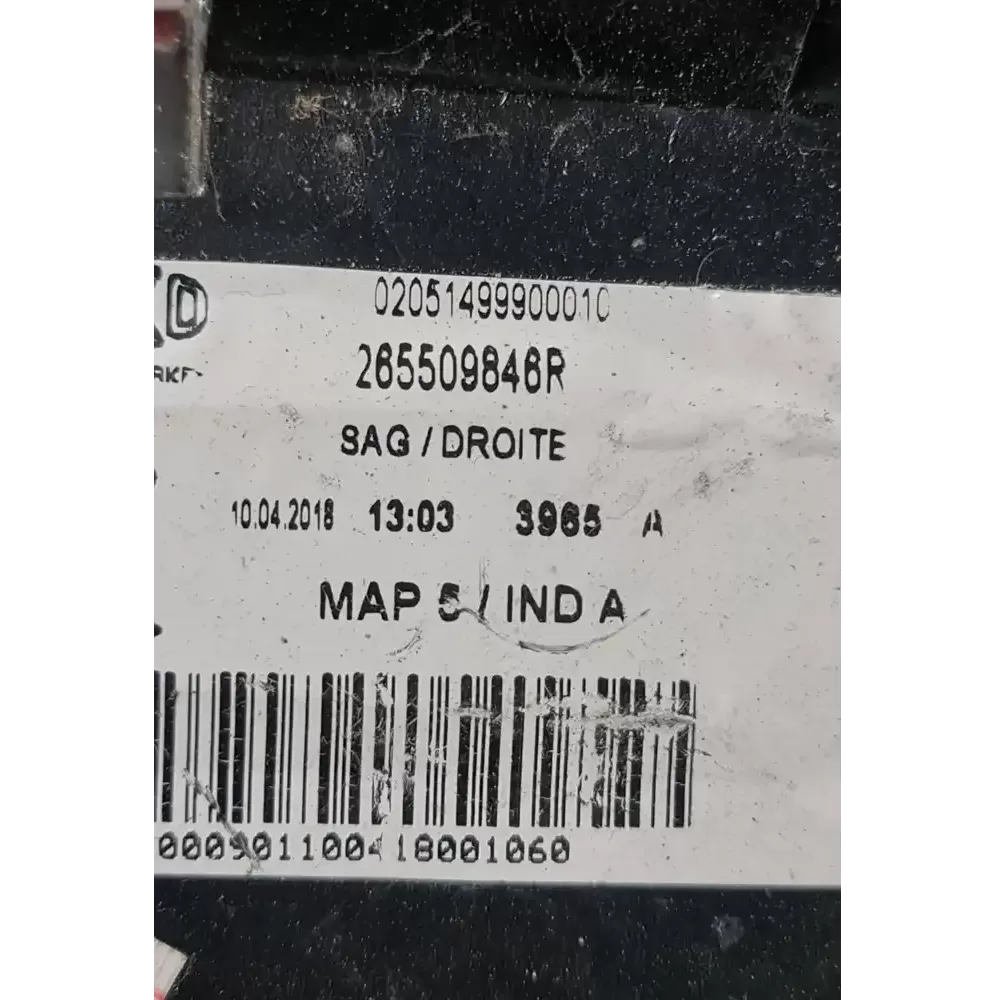 02051499900010
265509846R
SAG / DROITE
10.04.2018 13:03 3965 A
MAP 5 / IND A
000901100418001060